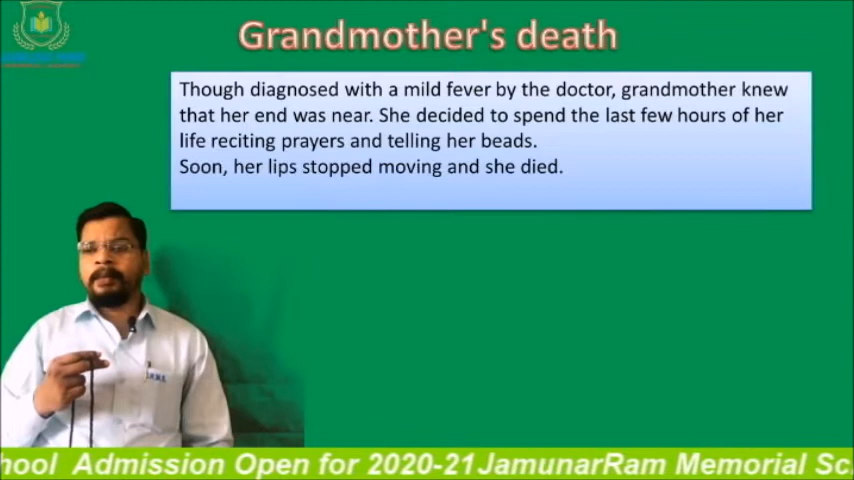 Grandmother's death
Though diagnosed with a mild fever by the doctor, grandmother knew
that her end was near. She decided to spend the last few hours of her
life reciting prayers and telling her beads.
Soon, her lips stopped moving and she died.
hool Admission Open for 2020-21 JamunarRam Memorial Sc